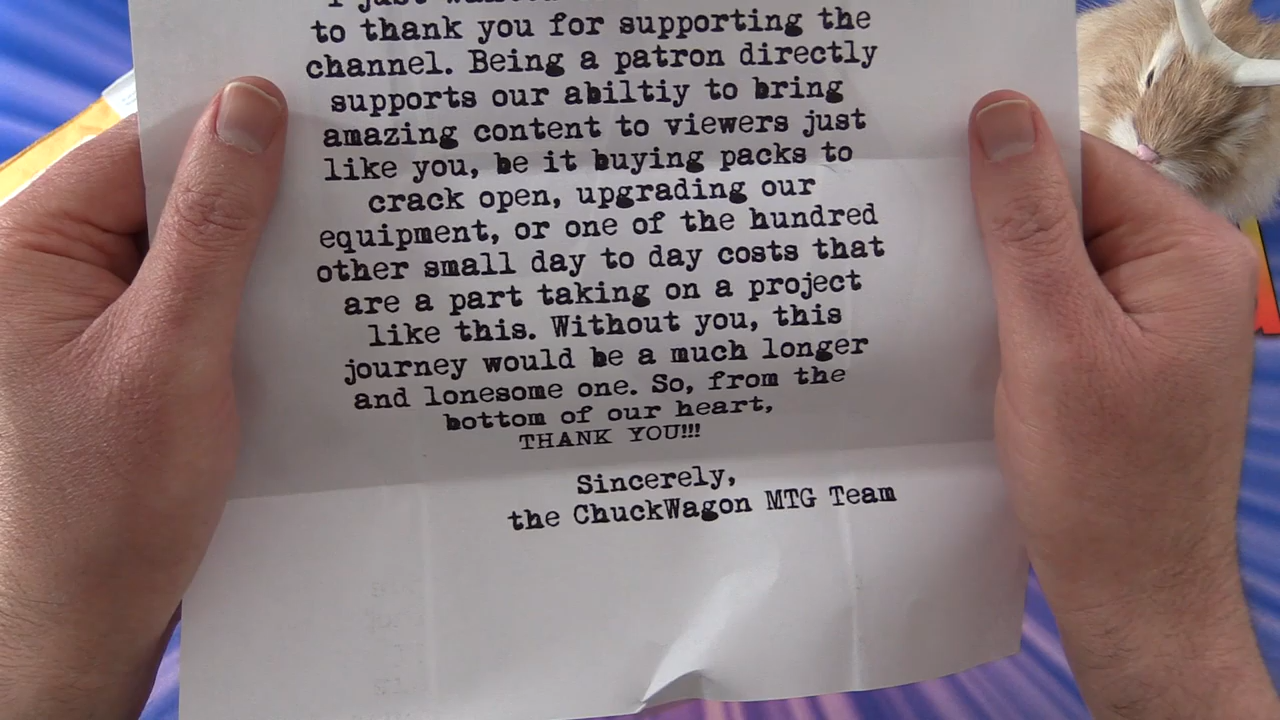 I just wanted
to thank you for supporting the
channel. Being a patron directly
supports our abiltiy to bring
amazing content to viewers just
like you, be it buying packs to
crack open, upgrading our
equipment, or one of the hundred
other small day to day costs that
are a part taking on a project
like this. Without you, this
journey would be a much longer
and lonesome one. So, from the
bottom of our heart,
THANK YOU!!!
Sincerely,
the ChuckWagon MTG Team